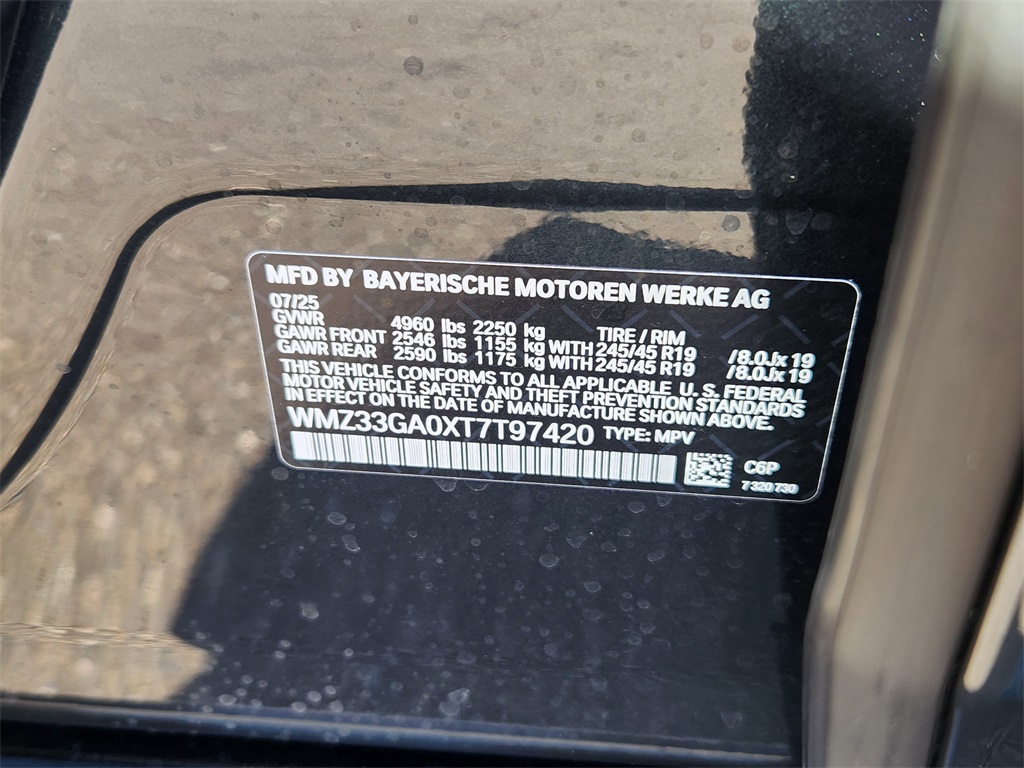 MFD BY BAYERISCHE MOTOREN WERKE AG
07/25
GVWR 4960 lbs 2250 kg TIRE / RIM
GAWR FRONT 2546 lbs 1155 kg WITH 245/45 R19 /8.0Jx 19
GAWR REAR 2590 lbs 1175 kg WITH 245/45 R19 /8.0Jx 19
THIS VEHICLE CONFORMS TO ALL APPLICABLE U. S. FEDERAL
MOTOR VEHICLE SAFETY AND THEFT PREVENTION STANDARDS
IN EFFECT ON THE DATE OF MANUFACTURE SHOWN ABOVE.
WMZ33GA0XT7T97420 TYPE: MPV
C6P
7 320 730